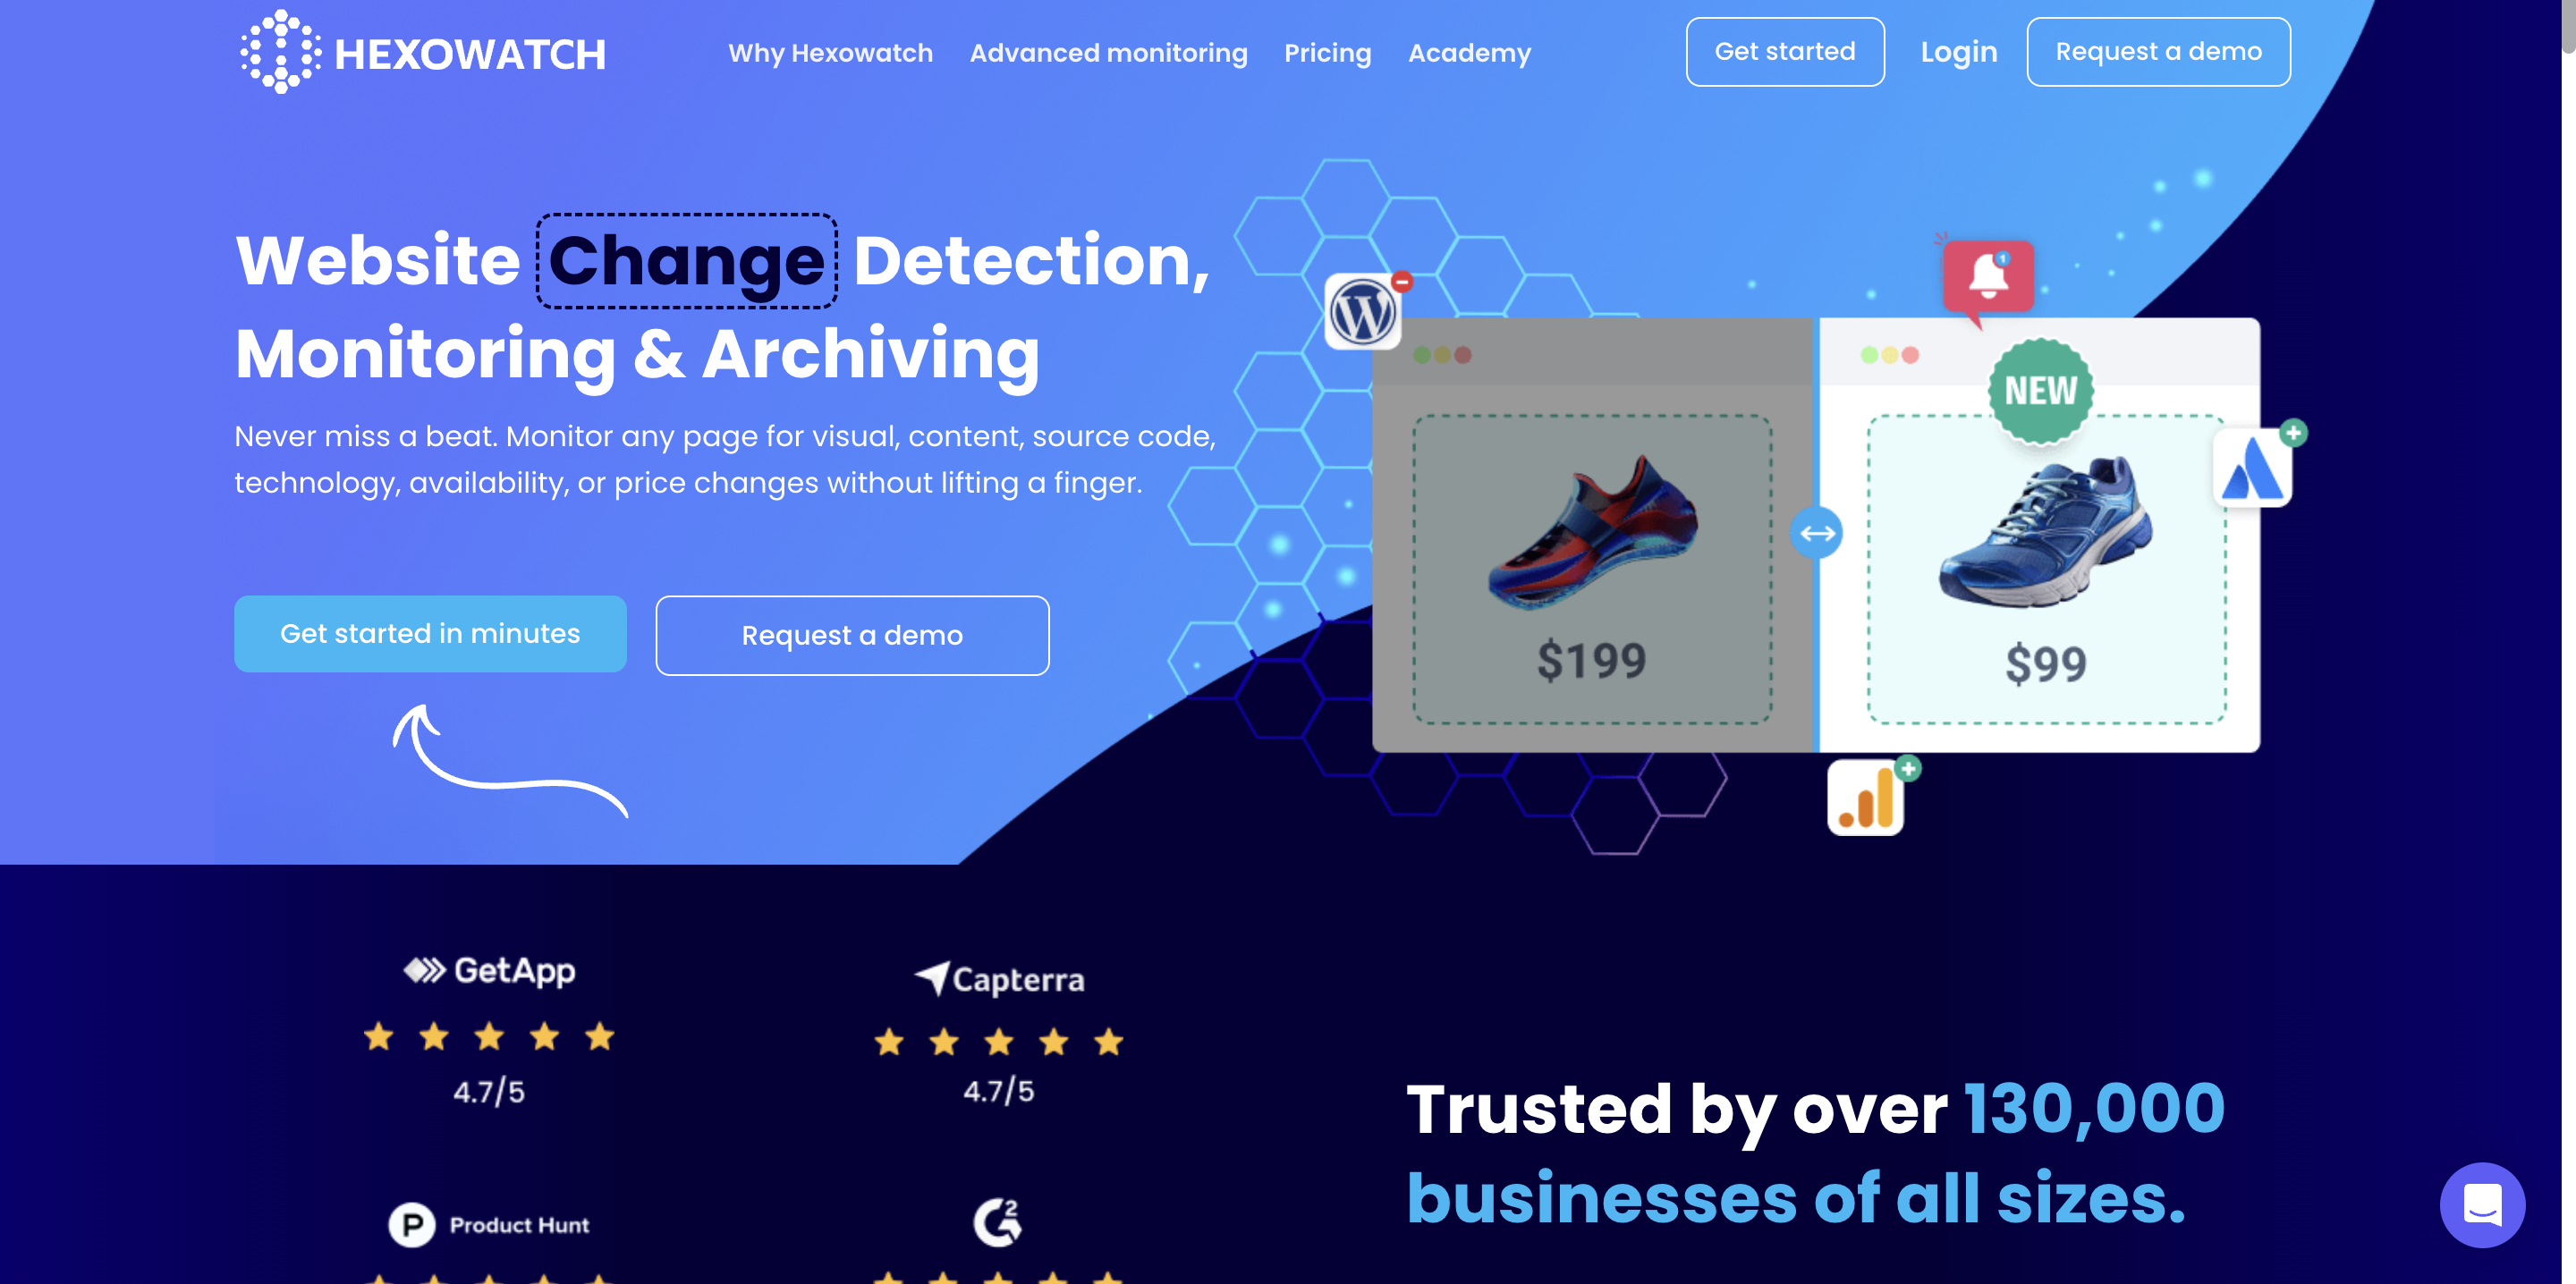 HEXOWATCH
Why Hexowatch
Advanced monitoring
Pricing
Academy
Get started
Login
Request a demo
Website Change Detection,
Monitoring & Archiving
Never miss a beat. Monitor any page for visual, content, source code,
technology, availability, or price changes without lifting a finger.
Get started in minutes
Request a demo
1
NEW
$199
$99
GetApp
4.7/5
Capterra
4.7/5
Product Hunt
G2
Trusted by over 130,000
businesses of all sizes.